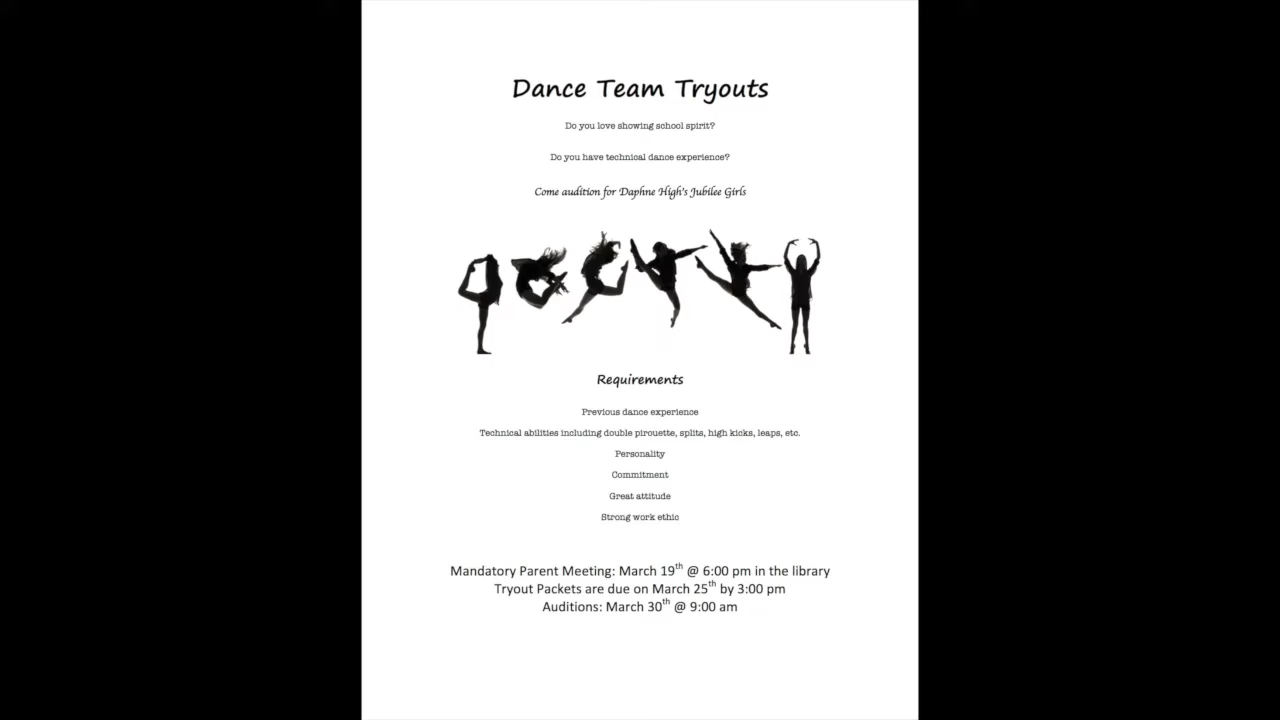 Dance Team Tryouts
Do you love showing school spirit?
Do you have technical dance experience?
Come audition for Daphne High's Jubilee Girls
Requirements
Previous dance experience
Technical abilities including double pirouette, splits, high kicks, leaps, etc.
Personality
Commitment
Great attitude
Strong work ethic
Mandatory Parent Meeting: March 19th @ 6:00 pm in the library
Tryout Packets are due on March 25th by 3:00 pm
Auditions: March 30th @ 9:00 am